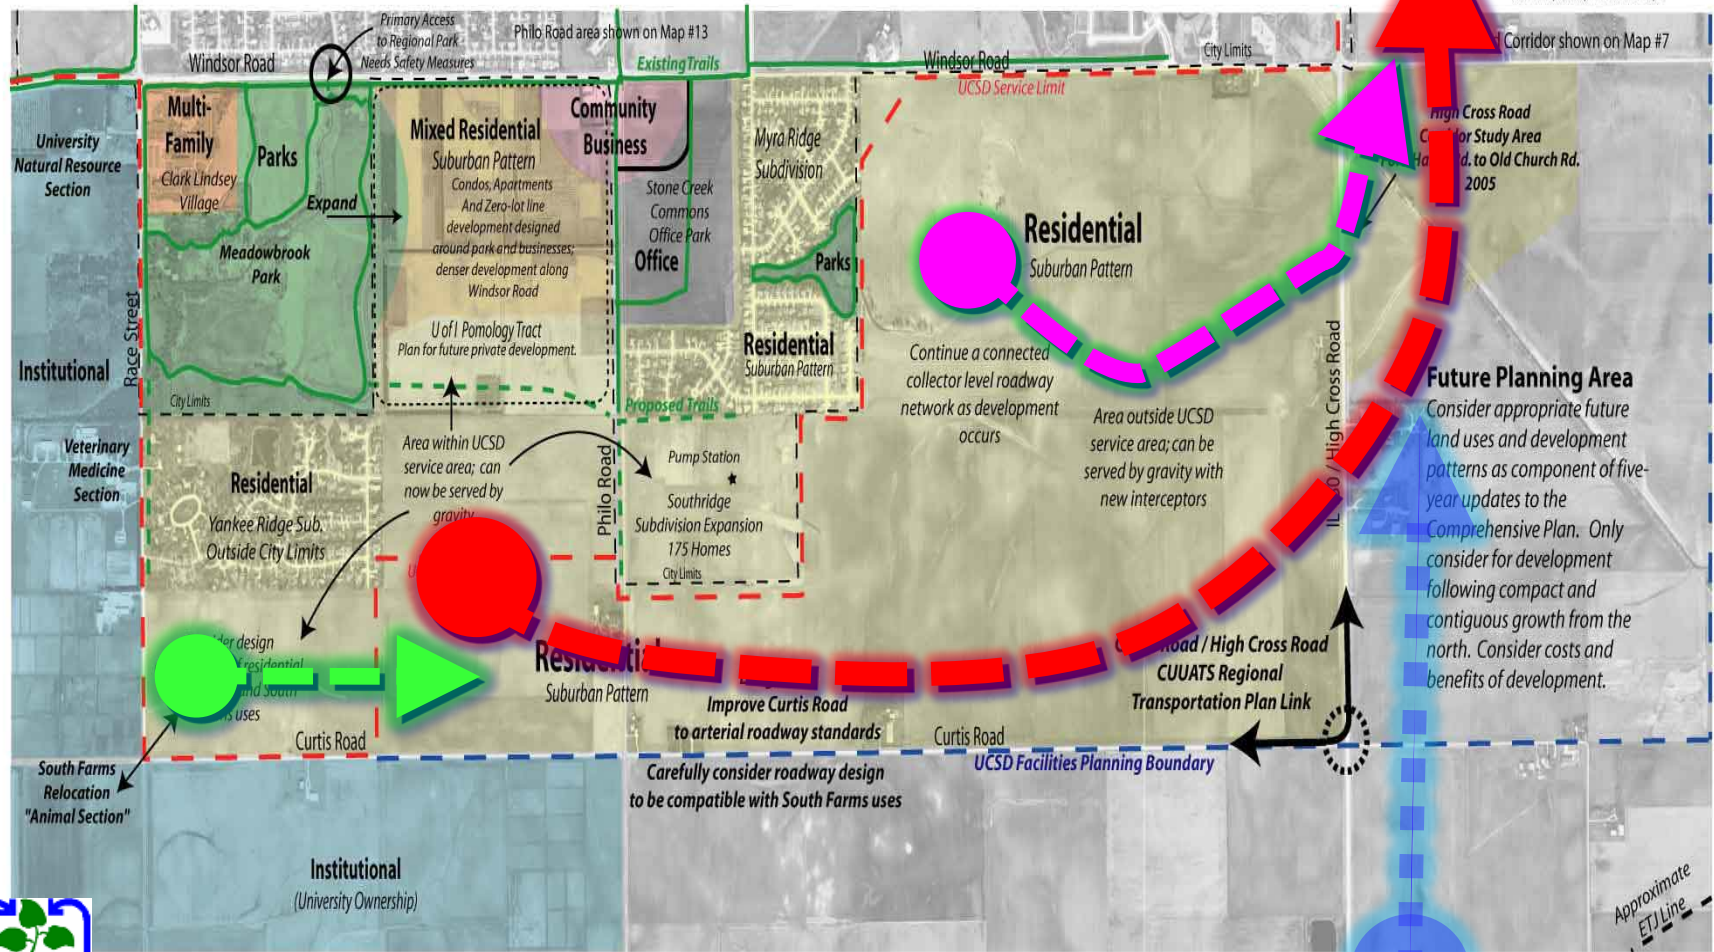 Primary Access
to Regional Park
Needs Safety Measures
Philo Road area shown on Map #13
Corridor shown on Map #7
Windsor Road
Existing Trails
Windsor Road
City Limits
UCSD Service Limit
University
Natural Resource
Section
Multi-
Family
Clark Lindsey
Village
Parks
Expand
Meadowbrook
Park
Mixed Residential
Suburban Pattern
Condos, Apartments
And Zero-lot line
development designed
around park and businesses;
denser development along
Windsor Road
U of I Pomology Tract
Plan for future private development.
Community
Business
Stone Creek
Commons
Office Park
Office
Myra Ridge
Subdivision
Parks
Residential
Suburban Pattern
Residential
Suburban Pattern
High Cross Road
Study Area
Rd. to Old Church Rd.
2005
Institutional
Race Street
City Limits
Proposed Trails
Continue a connected
collector level roadway
network as development
occurs
Area outside UCSD
service area; can be
served by gravity with
new interceptors
/ High Cross Road
Future Planning Area
Consider appropriate future
land uses and development
patterns as component of five-
year updates to the
Comprehensive Plan. Only
consider for development
following compact and
contiguous growth from the
north. Consider costs and
benefits of development.
Veterinary
Medicine
Section
Residential
Yankee Ridge Sub.
Outside City Limits
Area within UCSD
service area; can
now be served by
gravity
Philo Road
Pump Station
Southridge
Subdivision Expansion
175 Homes
City Limits
design
residential
and South
uses
Residential
Suburban Pattern
Improve Curtis Road
to arterial roadway standards
Road / High Cross Road
CUUATS Regional
Transportation Plan Link
Curtis Road
Curtis Road
UCSD Facilities Planning Boundary
South Farms
Relocation
"Animal Section"
Carefully consider roadway design
to be compatible with South Farms uses
Institutional
(University Ownership)
Approximate
ETJ Line